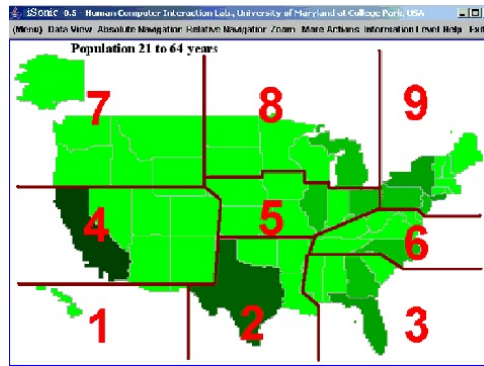 iSonic 0.5 - Human Computer Interaction Lab., University of Maryland at College Park, USA
(Menu) Data View Absolute Navigation Relative Navigation Zoom More Actions Information Level Help Exit
Population 21 to 64 years
7 8 9
4 5 6
1 2 3